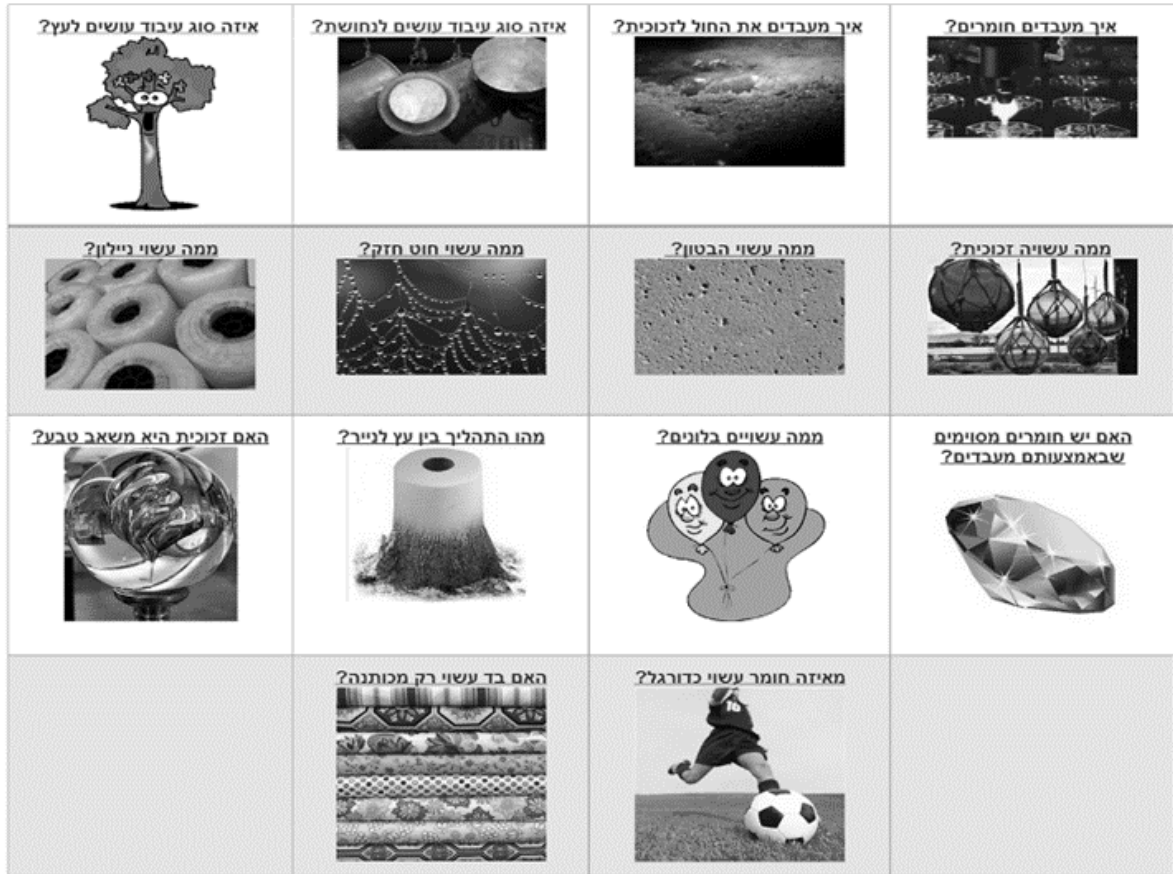 איך מעבדים חומרים?
איך מעבדים את החול לזכוכית?
איזה סוג עיבוד עושים לנחושת?
איזה סוג עיבוד עושים לעץ?
ממה עשויה זכוכית?
ממה עשוי הבטון?
ממה עשוי חוט חזק?
ממה עשוי ניילון?
האם יש חומרים מסוימים
שבאמצעותם מעבדים?
ממה עשויים בלונים?
מהו התהליך בין עץ לנייר?
האם זכוכית היא משאב טבע?
מאיזה חומר עשוי כדורגל?
10
האם בד עשוי רק מכותנה?